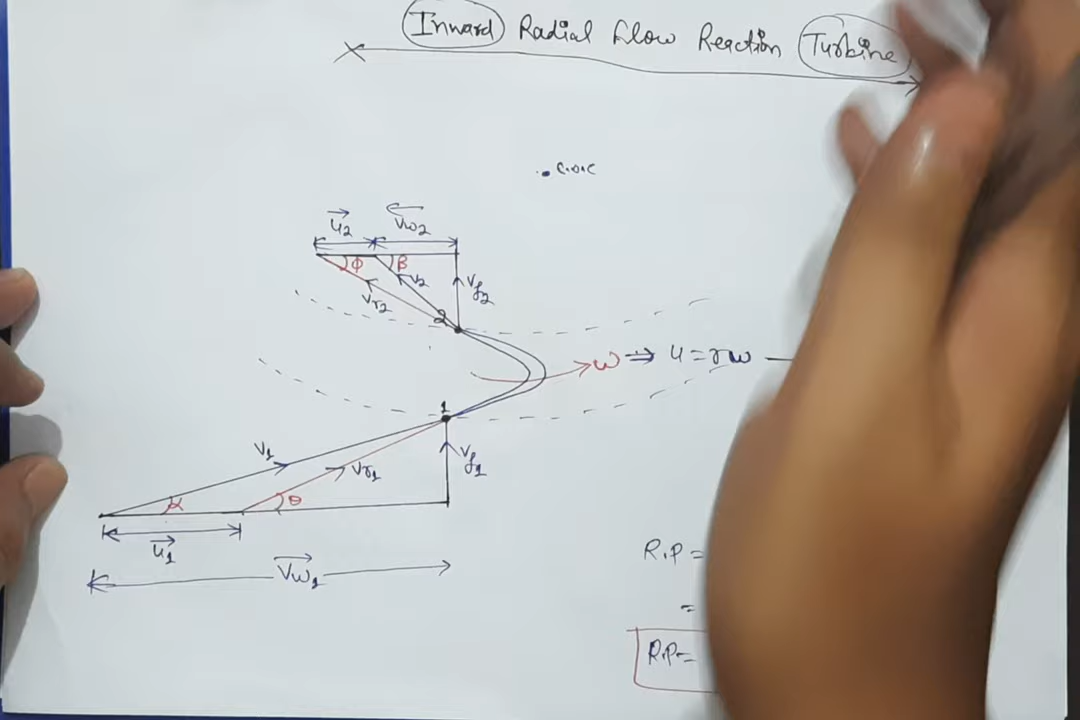 Inward Radial Flow Reaction Turbine
C.O.C
u2 Vw2
φ β V2
Vr2 Vf2
2
ω ⇒ u = rω
1
V1 Vr1 Vf1
α θ
u1
Vw1
R.P =
=
R.P =